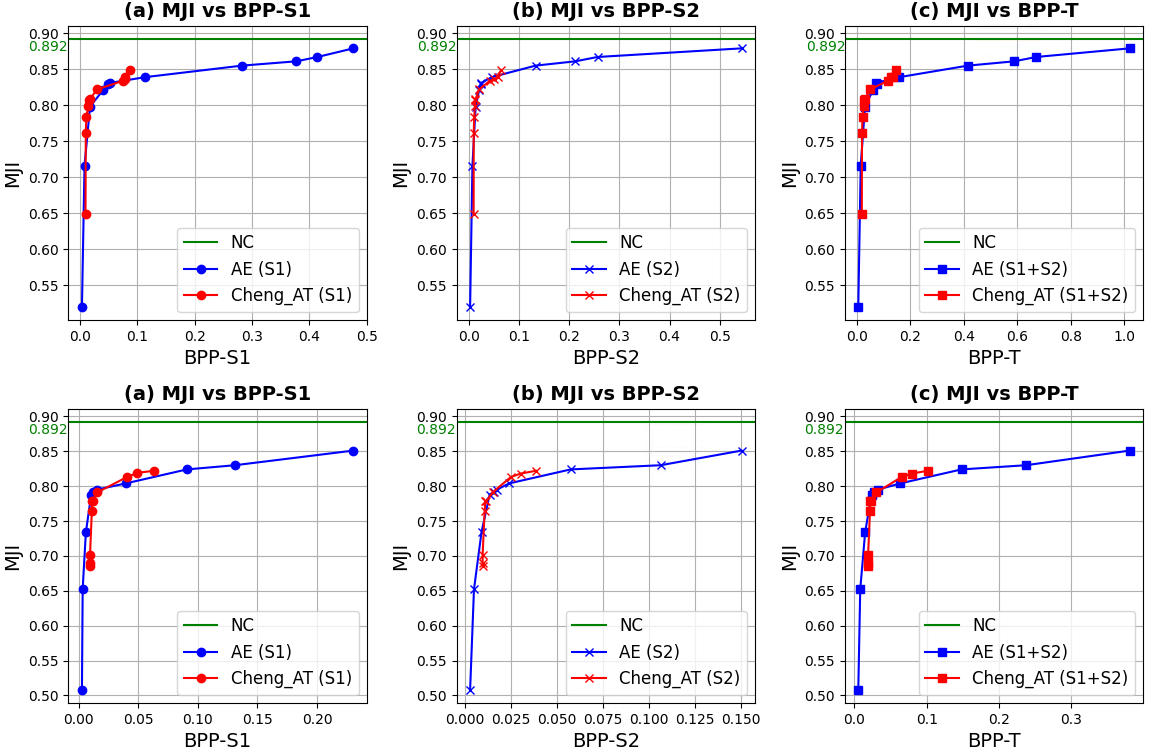 (a) MJI vs BPP-S1
0.90
0.892
0.85
0.80
0.75
0.70
0.65
0.60
0.55
MJI
NC
AE (S1)
Cheng_AT (S1)
0.0 0.1 0.2 0.3 0.4 0.5
BPP-S1
(b) MJI vs BPP-S2
0.90
0.892
0.85
0.80
0.75
0.70
0.65
0.60
0.55
MJI
NC
AE (S2)
Cheng_AT (S2)
0.0 0.1 0.2 0.3 0.4 0.5
BPP-S2
(c) MJI vs BPP-T
0.90
0.892
0.85
0.80
0.75
0.70
0.65
0.60
0.55
MJI
NC
AE (S1+S2)
Cheng_AT (S1+S2)
0.0 0.2 0.4 0.6 0.8 1.0
BPP-T
(a) MJI vs BPP-S1
0.90
0.892
0.85
0.80
0.75
0.70
0.65
0.60
0.55
0.50
MJI
NC
AE (S1)
Cheng_AT (S1)
0.00 0.05 0.10 0.15 0.20
BPP-S1
(b) MJI vs BPP-S2
0.90
0.892
0.85
0.80
0.75
0.70
0.65
0.60
0.55
0.50
MJI
NC
AE (S2)
Cheng_AT (S2)
0.000 0.025 0.050 0.075 0.100 0.125 0.150
BPP-S2
(c) MJI vs BPP-T
0.90
0.892
0.85
0.80
0.75
0.70
0.65
0.60
0.55
0.50
MJI
NC
AE (S1+S2)
Cheng_AT (S1+S2)
0.0 0.1 0.2 0.3
BPP-T